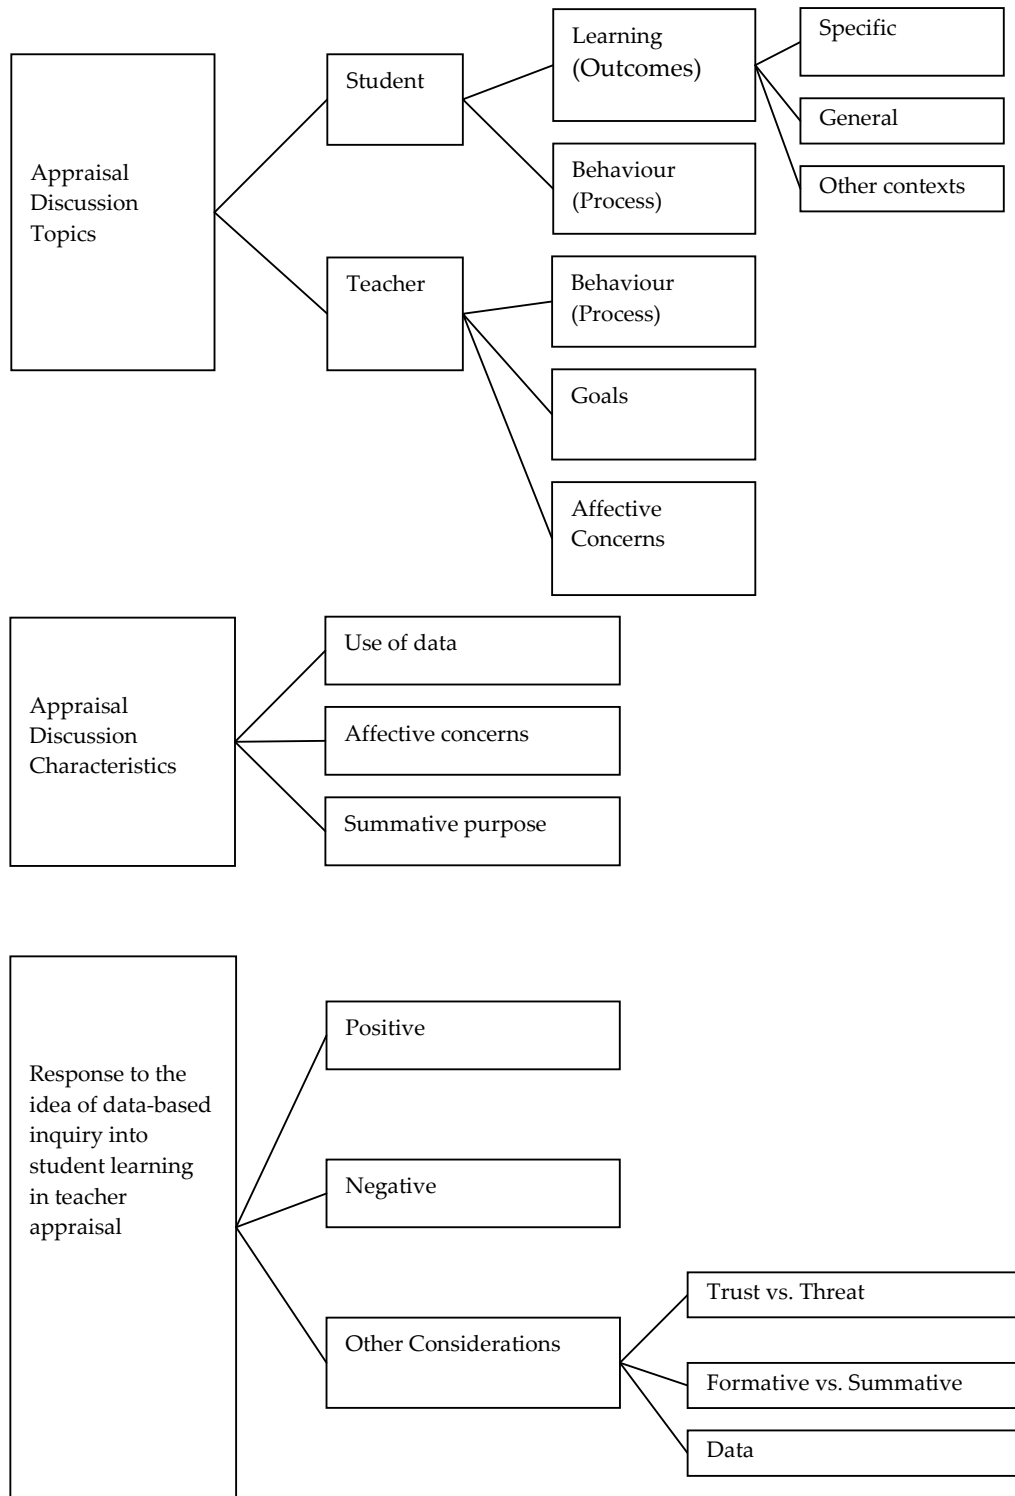 Appraisal
Discussion
Topics
Student
Learning
(Outcomes)
Specific
General
Other contexts
Behaviour
(Process)
Teacher
Behaviour
(Process)
Goals
Affective
Concerns
Appraisal
Discussion
Characteristics
Use of data
Affective concerns
Summative purpose
Response to the
idea of data-based
inquiry into
student learning
in teacher
appraisal
Positive
Negative
Other Considerations
Trust vs. Threat
Formative vs. Summative
Data